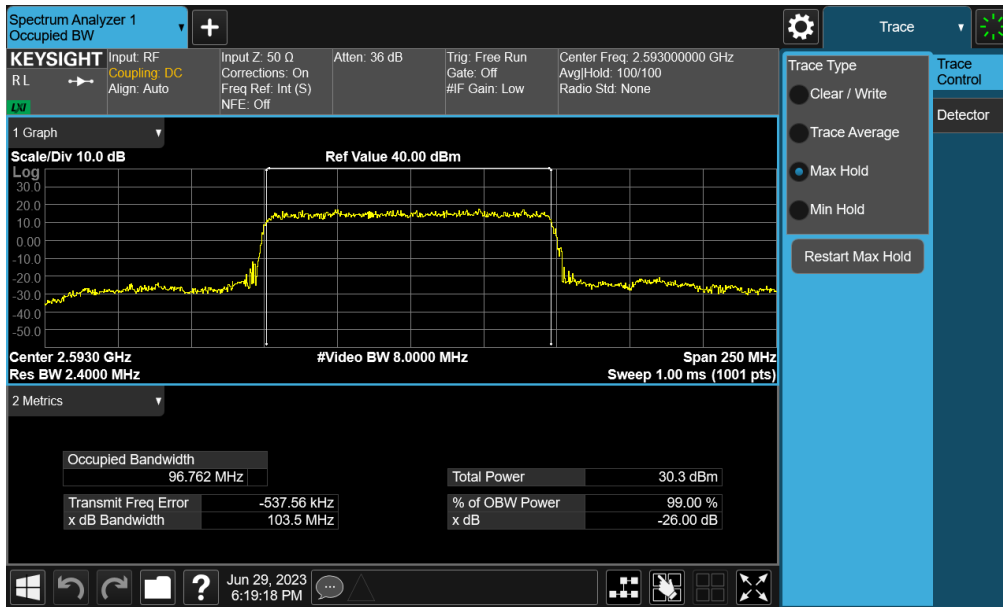 Spectrum Analyzer 1
Occupied BW
+
Trace
KEYSIGHT
R L
LXI
Input: RF
Coupling: DC
Align: Auto
Input Z: 50 Ω
Corrections: On
Freq Ref: Int (S)
NFE: Off
Atten: 36 dB
Trig: Free Run
Gate: Off
#IF Gain: Low
Center Freq: 2.593000000 GHz
Avg|Hold: 100/100
Radio Std: None
Trace Type
Clear / Write
Trace Average
Max Hold
Min Hold
Restart Max Hold
Trace
Control
Detector
1 Graph
Scale/Div 10.0 dB
Ref Value 40.00 dBm
Log
30.0
20.0
10.0
0.00
-10.0
-20.0
-30.0
-40.0
-50.0
Center 2.5930 GHz
#Video BW 8.0000 MHz
Span 250 MHz
Res BW 2.4000 MHz
Sweep 1.00 ms (1001 pts)
2 Metrics
Occupied Bandwidth
96.762 MHz
Total Power 30.3 dBm
Transmit Freq Error -537.56 kHz
% of OBW Power 99.00 %
x dB Bandwidth 103.5 MHz
x dB -26.00 dB
?
Jun 29, 2023
6:19:18 PM